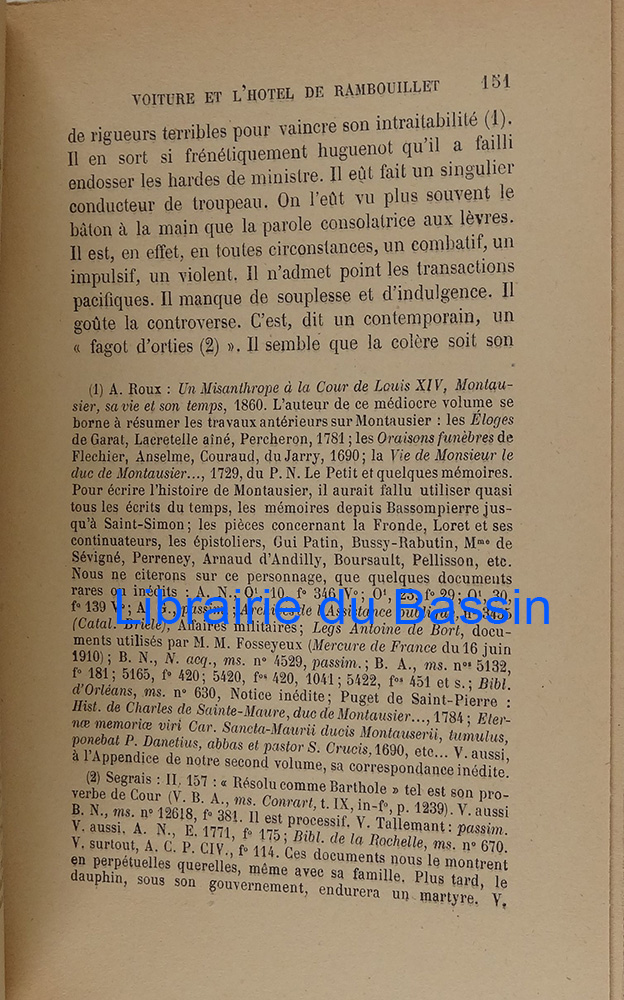 VOITURE ET L'HOTEL DE RAMBOUILLET 151
de rigueurs terribles pour vaincre son intraitabilité (1).
Il en sort si frénétiquement huguenot qu'il a failli
endosser les hardes de ministre. Il eût fait un singulier
conducteur de troupeau. On l'eût vu plus souvent le
bâton à la main que la parole consolatrice aux lèvres.
Il est, en effet, en toutes circonstances, un combatif, un
impulsif, un violent. Il n'admet point les transactions
pacifiques. Il manque de souplesse et d'indulgence. Il
goûte la controverse. C'est, dit un contemporain, un
« fagot d'orties (2) ». Il semble que la colère soit son
(1) A. Roux : Un Misanthrope à la Cour de Louis XIV, Montau-
sier, sa vie et son temps, 1860. L'auteur de ce médiocre volume se
borne à résumer les travaux antérieurs sur Montausier : les Éloges
de Garat, Lacretelle aîné, Percheron, 1781 ; les Oraisons funèbres de
Flechier, Anselme, Couraud, du Jarry, 1690 ; la Vie de Monsieur le
duc de Montausier..., 1729, du P. N. Le Petit et quelques mémoires.
Pour écrire l'histoire de Montausier, il aurait fallu utiliser quasi
tous les écrits du temps, les mémoires depuis Bassompierre jus-
qu'à Saint-Simon ; les pièces concernant la Fronde, Loret et ses
continuateurs, les épistoliers, Gui Patin, Bussy-Rabutin, Mme de
Sévigné, Perreney, Arnaud d'Andilly, Boursault, Pellisson, etc.
Nous ne citerons sur ce personnage, que quelques documents
rares ou inédits : A. N., O¹, 10, f° 346 V° ; O¹, 25, f° 29 ; O¹, 30,
f° 139 V° ; A. G., passim ; Archives de l'Assistance publique,
(Catal. Brièle), Affaires militaires ; Legs Antoine de Bort, docu-
ments utilisés par M. M. Fosseyeux (Mercure de France du 16 juin
1910) ; B. N., N. acq., ms. n° 4529, passim. ; B. A., ms. nos 5132,
f° 181 ; 5165, f° 420 ; 5420, fos 420, 1041 ; 5422, fos 451 et s. ; Bibl.
d'Orléans, ms. n° 630, Notice inédite ; Puget de Saint-Pierre :
Hist. de Charles de Sainte-Maure, duc de Montausier..., 1784 ; Eter-
næ memoriæ viri Car. Sancta-Maurii ducis Montauserii, tumulus,
ponebat P. Danetius, abbas et pastor S. Crucis, 1690, etc... V. aussi,
à l'Appendice de notre second volume, sa correspondance inédite.
(2) Segrais : II, 157 : « Résolu comme Barthole » tel est son pro-
verbe de Cour (V. B. A., ms. Conrart, t. IX, in-f°, p. 1239). V. aussi
B. N., ms. n° 12618, f° 381. Il est processif. V. Tallemant : passim.
V. aussi, A. N., E. 1771, f° 175 ; Bibl. de la Rochelle, ms. n° 670.
V. surtout, A. C. P. CIV., f° 114. Ces documents nous le montrent
en perpétuelles querelles, même avec sa famille. Plus tard, le
dauphin, sous son gouvernement, endurera un martyre. V.
Librairie du Bassin